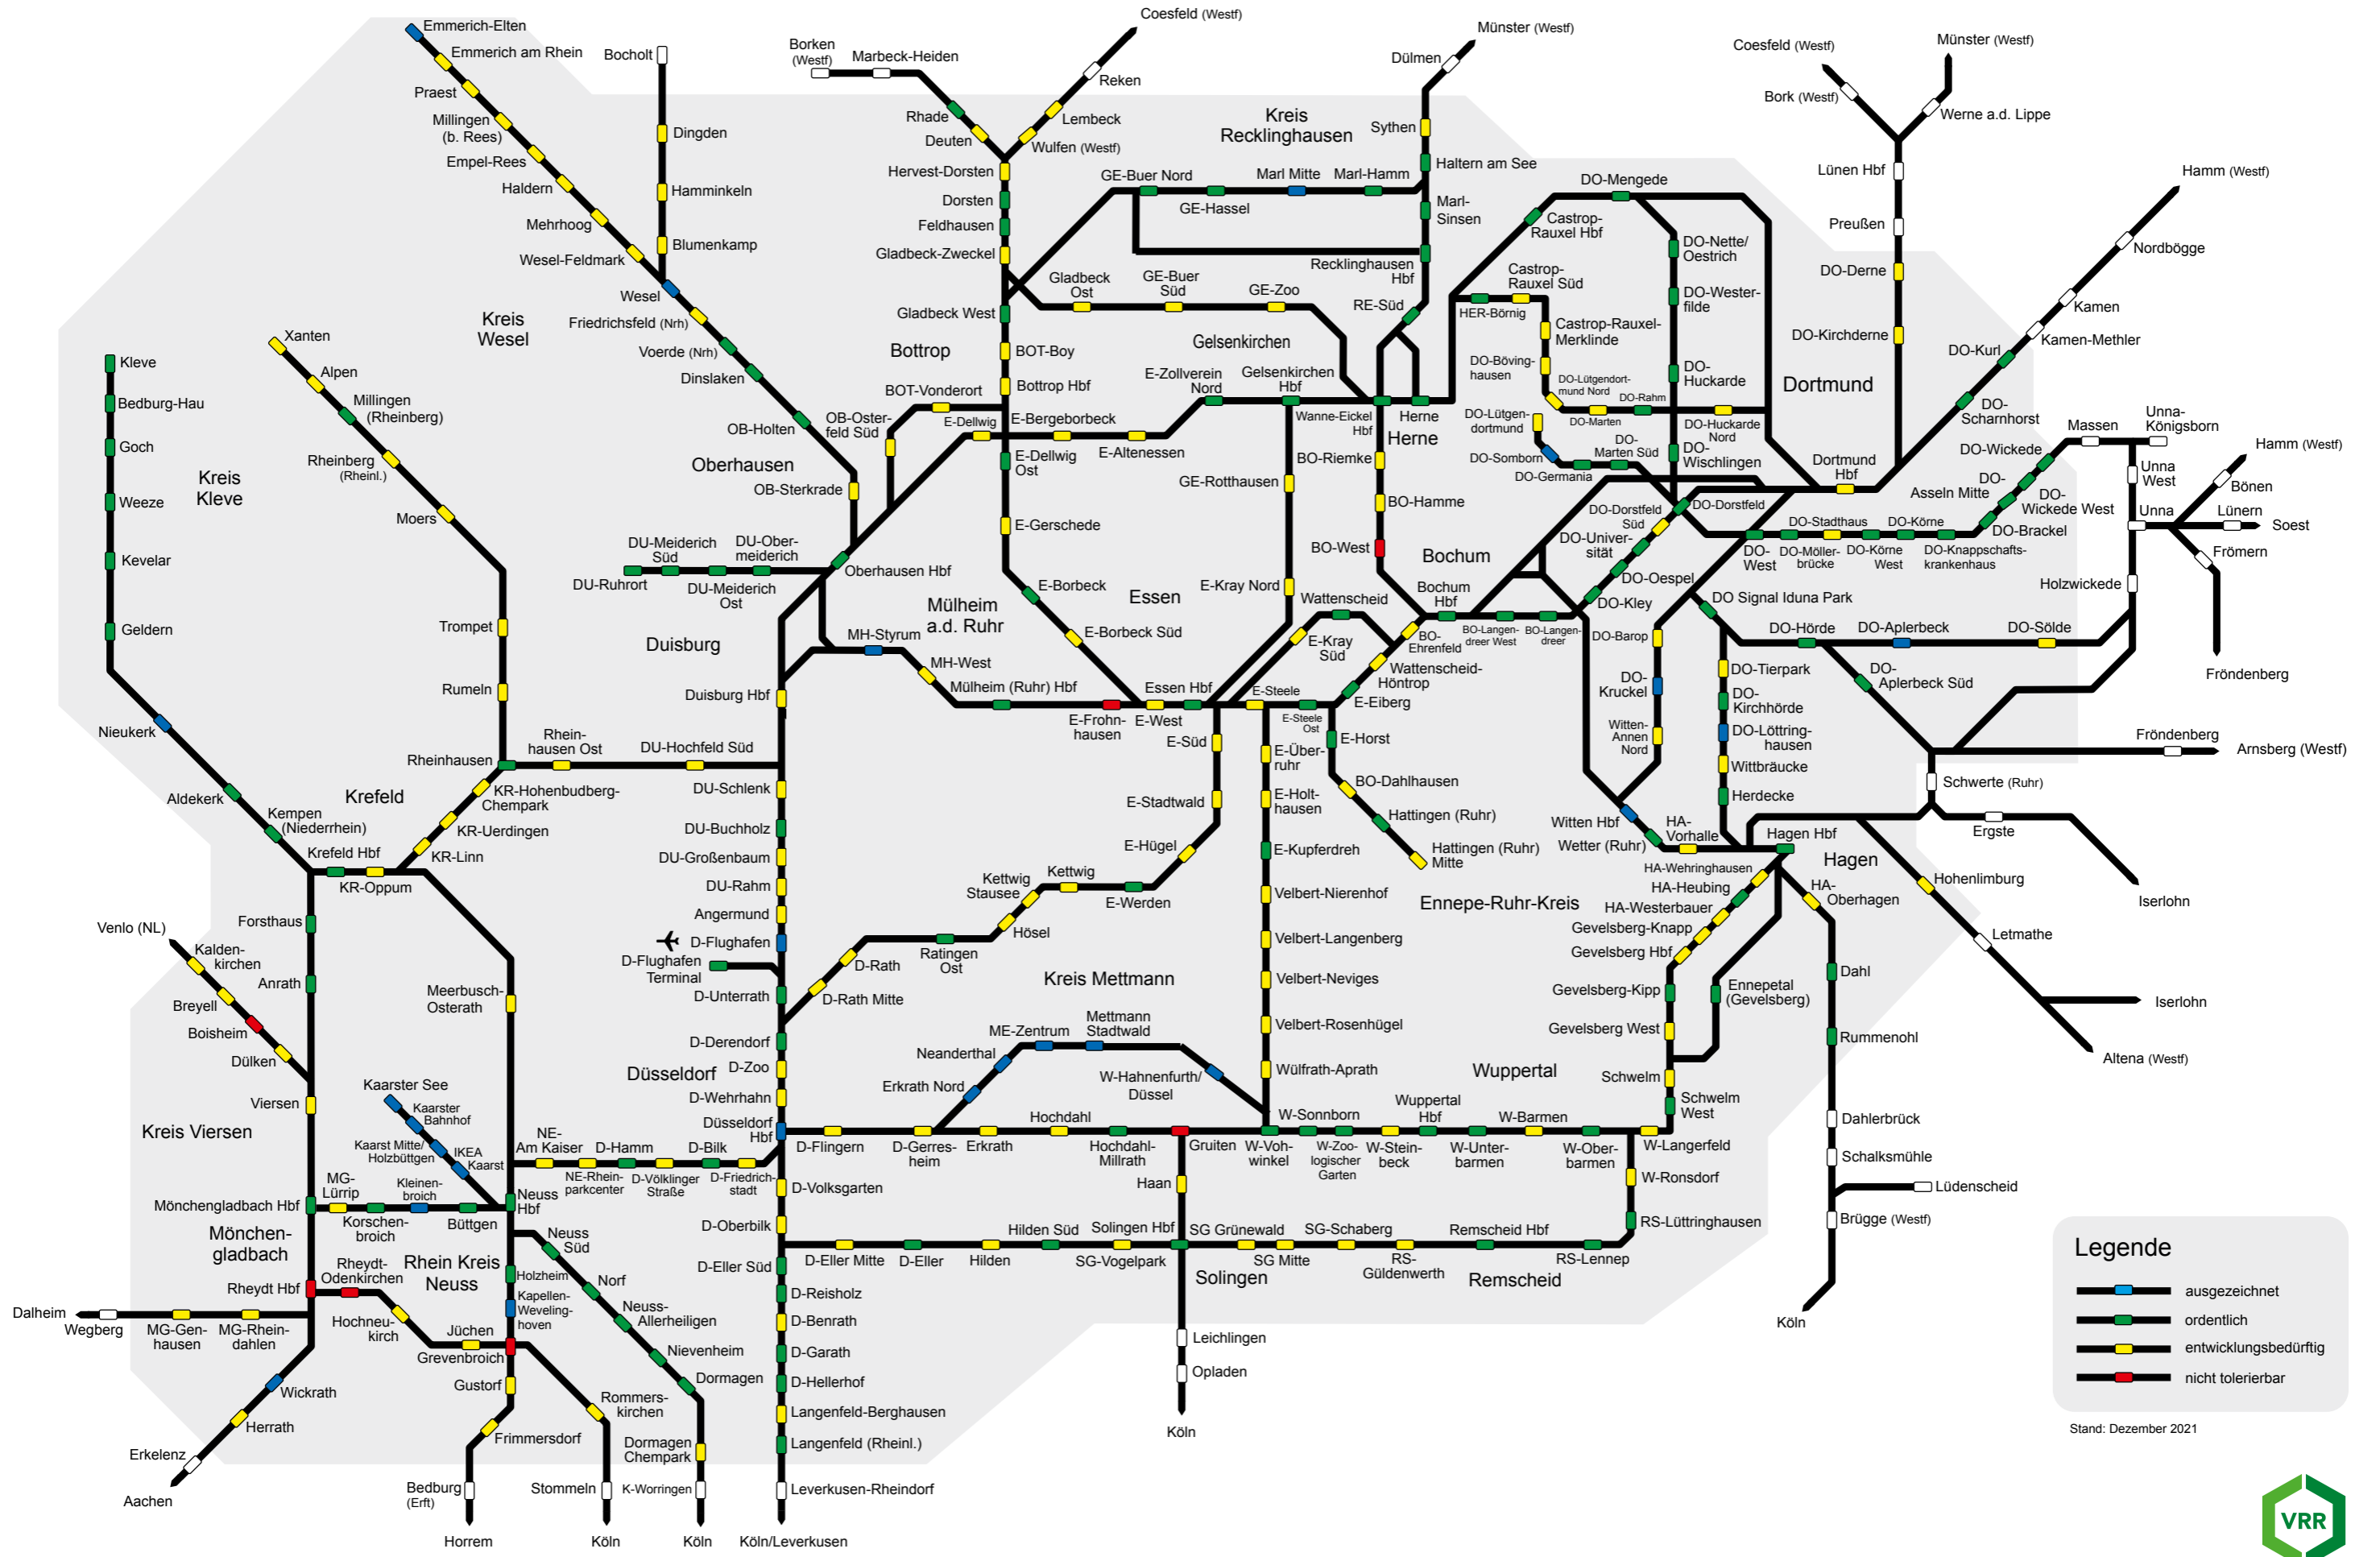 Emmerich-Elten
Emmerich am Rhein
Praest
Millingen
(b. Rees)
Empel-Rees
Haldern
Mehrhoog
Wesel-Feldmark
Wesel
Friedrichsfeld (Nrh)
Voerde (Nrh)
Dinslaken
OB-Holten
Oberhausen
OB-Sterkrade
Bocholt
Dingden
Hamminkeln
Blumenkamp
Kreis
Wesel
Xanten
Alpen
Millingen
(Rheinberg)
Rheinberg
(Rheinl.)
Moers
Trompet
Rumeln
Rheinhausen
Rhein-
hausen Ost
DU-Hochfeld Süd
Kleve
Bedburg-Hau
Goch
Weeze
Kevelar
Geldern
Kreis
Kleve
Nieukerk
Aldekerk
Kempen
(Niederrhein)
Krefeld
Krefeld Hbf
KR-Oppum
KR-Hohenbudberg-
Chempark
KR-Uerdingen
KR-Linn
Forsthaus
Anrath
Venlo (NL)
Kalden-
kirchen
Breyell
Boisheim
Dülken
Viersen
Kreis Viersen
Meerbusch-
Osterath
Kaarster See
Kaarster
Bahnhof
Kaarst Mitte/
Holzbüttgen
IKEA
Kaarst
Mönchengladbach Hbf
MG-
Lürrip
Korschen-
broich
Kleinen-
broich
Büttgen
Neuss
Hbf
Mönchen-
gladbach
Rheydt Hbf
Rheydt-
Odenkirchen
Hochneu-
kirch
Jüchen
Grevenbroich
Rhein Kreis
Neuss
Dalheim
Wegberg
MG-Gen-
hausen
MG-Rhein-
dahlen
Wickrath
Herrath
Erkelenz
Aachen
Gustorf
Frimmersdorf
Bedburg
(Erft)
Horrem
Rommers-
kirchen
Stommeln
Köln
Neuss
Süd
Holzheim
Kapellen-
Weveling-
hoven
Norf
Neuss-
Allerheiligen
Nievenheim
Dormagen
Dormagen
Chempark
K-Worringen
Köln
NE-
Am Kaiser
NE-Rhein-
parkcenter
D-Hamm
D-Völklinger
Straße
D-Bilk
D-Friedrich-
stadt
Borken
(Westf)
Marbeck-Heiden
Rhade
Deuten
Coesfeld (Westf)
Reken
Lembeck
Wulfen (Westf)
Hervest-Dorsten
Dorsten
Feldhausen
Gladbeck-Zweckel
Gladbeck West
Bottrop
BOT-Boy
Bottrop Hbf
BOT-Vonderort
OB-Oster-
feld Süd
E-Dellwig
E-Bergeborbeck
E-Altenessen
E-Dellwig
Ost
E-Gerschede
E-Borbeck
E-Borbeck Süd
DU-Meiderich
Süd
DU-Ober-
meiderich
DU-Ruhrort
DU-Meiderich
Ost
Oberhausen Hbf
Mülheim
a.d. Ruhr
Essen
Duisburg
MH-Styrum
MH-West
Mülheim (Ruhr) Hbf
E-Frohn-
hausen
E-West
Essen Hbf
Duisburg Hbf
DU-Schlenk
DU-Buchholz
DU-Großenbaum
DU-Rahm
Angermund
D-Flughafen
D-Flughafen
Terminal
D-Unterrath
D-Derendorf
D-Zoo
D-Wehrhahn
Düsseldorf
Düsseldorf
Hbf
D-Volksgarten
D-Oberbilk
D-Eller Süd
D-Reisholz
D-Benrath
D-Garath
D-Hellerhof
Langenfeld-Berghausen
Langenfeld (Rheinl.)
Leverkusen-Rheindorf
Köln/Leverkusen
Kreis
Recklinghausen
GE-Buer Nord
GE-Hassel
Marl Mitte
Marl-Hamm
Münster (Westf)
Dülmen
Sythen
Haltern am See
Marl-
Sinsen
Recklinghausen
Hbf
RE-Süd
Gladbeck
Ost
GE-Buer
Süd
GE-Zoo
Gelsenkirchen
E-Zollverein
Nord
Gelsenkirchen
Hbf
Wanne-Eickel
Hbf
Herne
Herne
GE-Rotthausen
E-Kray Nord
BO-Riemke
BO-Hamme
BO-West
Bochum
Bochum
Hbf
Wattenscheid
E-Kray
Süd
BO-
Ehrenfeld
Wattenscheid-
Höntrop
E-Eiberg
E-Steele
E-Steele
Ost
E-Horst
BO-Dahlhausen
Hattingen (Ruhr)
Hattingen (Ruhr)
Mitte
E-Süd
E-Stadtwald
E-Hügel
E-Werden
Kettwig
Kettwig
Stausee
Hösel
Ratingen
Ost
D-Rath
D-Rath Mitte
E-Über-
ruhr
E-Holt-
hausen
E-Kupferdreh
Velbert-Nierenhof
Velbert-Langenberg
Velbert-Neviges
Velbert-Rosenhügel
Wülfrath-Aprath
Kreis Mettmann
ME-Zentrum
Mettmann
Stadtwald
Neanderthal
Erkrath Nord
W-Hahnenfurth/
Düssel
D-Flingern
D-Gerres-
heim
Erkrath
Hochdahl
Hochdahl-
Millrath
Gruiten
Haan
W-Voh-
winkel
W-Sonnborn
W-Zoo-
logischer
Garten
W-Stein-
beck
Wuppertal
Hbf
W-Unter-
barmen
W-Barmen
W-Ober-
barmen
W-Langerfeld
W-Ronsdorf
RS-Lüttringhausen
Wuppertal
D-Eller Mitte
D-Eller
Hilden
Hilden Süd
SG-Vogelpark
Solingen Hbf
SG Grünewald
SG Mitte
SG-Schaberg
RS-
Güldenwerth
Remscheid Hbf
RS-Lennep
Solingen
Remscheid
Leichlingen
Opladen
Köln
Castrop-
Rauxel Hbf
DO-Mengede
HER-Börnig
Castrop-
Rauxel Süd
Castrop-Rauxel-
Merklinde
DO-Böving-
hausen
DO-Lütgendort-
mund Nord
DO-Marten
DO-Rahm
DO-Huckarde
Nord
DO-Nette/
Oestrich
DO-Wester-
filde
DO-
Huckarde
DO-
Wischlingen
DO-Lütgen-
dortmund
DO-Somborn
DO-Germania
DO-
Marten Süd
DO-Dorstfeld
DO-Dorstfeld
Süd
DO-Univer-
sität
DO-Oespel
DO-Kley
BO-Langen-
dreer West
BO-Langen-
dreer
Dortmund
Dortmund
Hbf
Coesfeld (Westf)
Bork (Westf)
Münster (Westf)
Werne a.d. Lippe
Lünen Hbf
Preußen
DO-Derne
DO-Kirchderne
Hamm (Westf)
Nordbögge
Kamen
Kamen-Methler
DO-Kurl
DO-
Scharnhorst
DO-
West
DO-Möller-
brücke
DO-Stadthaus
DO-Körne
West
DO-Körne
DO-Knappschafts-
krankenhaus
DO-Brackel
DO-
Asseln Mitte
DO-
Wickede West
DO-Wickede
Massen
Unna-
Königsborn
Unna
West
Unna
Hamm (Westf)
Bönen
Lünern
Soest
Frömern
Fröndenberg
Holzwickede
DO Signal Iduna Park
DO-Hörde
DO-Aplerbeck
DO-Sölde
DO-
Aplerbeck Süd
DO-Barop
DO-
Kruckel
Witten-
Annen
Nord
DO-Tierpark
DO-
Kirchhörde
DO-Löttring-
hausen
Wittbräucke
Herdecke
Fröndenberg
Arnsberg (Westf)
Schwerte (Ruhr)
Ergste
Iserlohn
Witten Hbf
Wetter (Ruhr)
HA-
Vorhalle
Hagen Hbf
Hagen
HA-Wehringhausen
HA-Heubing
HA-Westerbauer
Gevelsberg-Knapp
Gevelsberg Hbf
Gevelsberg-Kipp
Gevelsberg West
Ennepetal
(Gevelsberg)
Schwelm
Schwelm
West
Ennepe-Ruhr-Kreis
HA-
Oberhagen
Dahl
Rummenohl
Dahlerbrück
Schalksmühle
Lüdenscheid
Brügge (Westf)
Köln
Hohenlimburg
Letmathe
Iserlohn
Altena (Westf)
Legende
ausgezeichnet
ordentlich
entwicklungsbedürftig
nicht tolerierbar
Stand: Dezember 2021
VRR